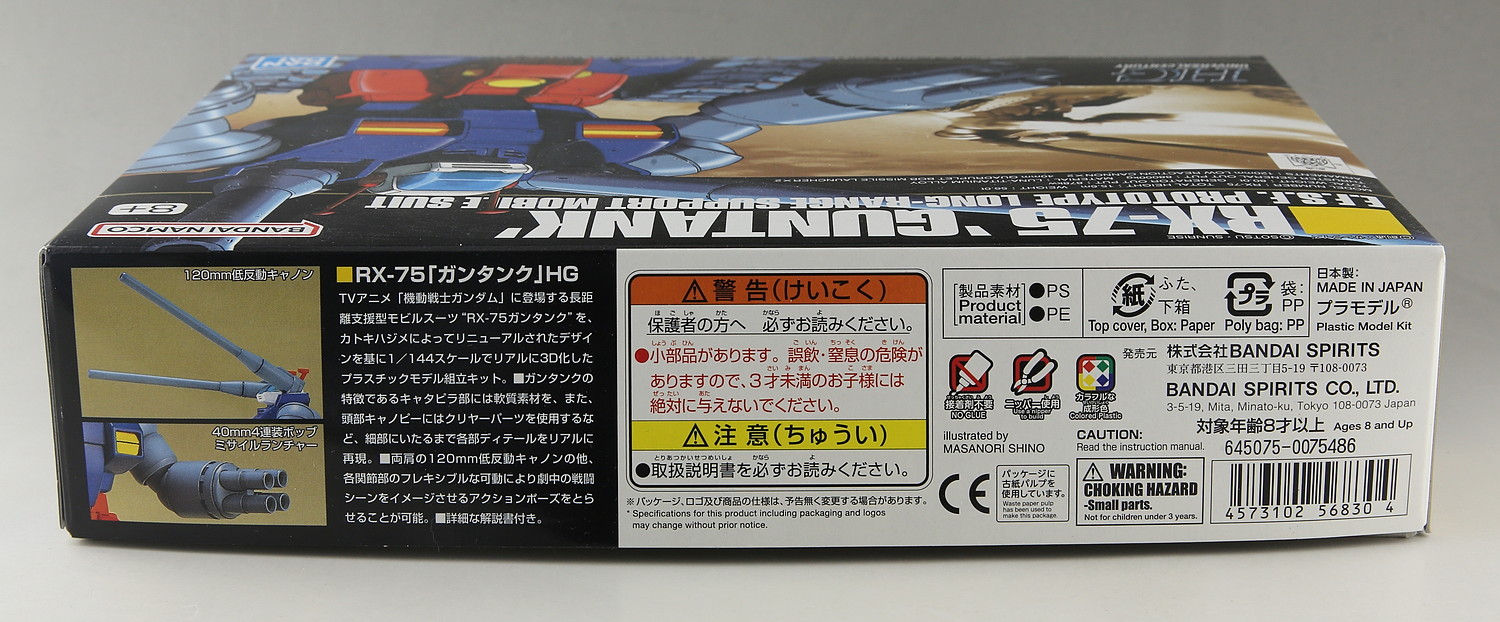 HG
UNIVERSAL CENTURY
©SOTSU・SUNRISE
RX-75 'GUNTANK'
E.F.S.F. PROTOTYPE LONG-RANGE SUPPORT MOBILE SUIT
BANDAI NAMCO
8+
120mm低反動キャノン
40mm4連装ボップ
ミサイルランチャー
■RX-75「ガンタンク」HG
TVアニメ「機動戦士ガンダム」に登場する長距
離支援型モビルスーツ“RX-75ガンタンク”を、
カトキハジメによってリニューアルされたデザイ
ンを基に1/144スケールでリアルに3D化した
プラスチックモデル組立キット。■ガンタンクの
特徴であるキャタピラ部には軟質素材を、また、
頭部キャノピーにはクリヤーパーツを使用するな
ど、細部にいたるまで各部ディテールをリアルに
再現。■両肩の120mm低反動キャノンの他、
各関節部のフレキシブルな可動により劇中の戦闘
シーンをイメージさせるアクションポーズをとら
せることが可能。■詳細な解説書付き。
警告(けいこく)
保護者の方へ 必ずお読みください。
●小部品があります。誤飲・窒息の危険が
ありますので、3才未満のお子様には
絶対に与えないでください。
注意(ちゅうい)
●取扱説明書を必ずお読みください。
※パッケージ、ロゴ及び商品の仕様は、予告無く変更する場合があります。
* Specifications for this product including packaging and logos
may change without prior notice.
[製品素材]
[Product material]
●PS
●PE
紙
ふた、
下箱
Top cover, Box: Paper
プラ
袋:
PP
Poly bag: PP
日本製:
MADE IN JAPAN
プラモデル®
Plastic Model Kit
接着剤不要
NO GLUE
ニッパー使用
Use a nipper
to build
カラフルな
成形色
Colored Plastic
発売元 株式会社BANDAI SPIRITS
東京都港区三田三丁目5-19 〒108-0073
BANDAI SPIRITS CO., LTD.
3-5-19, Mita, Minato-ku, Tokyo 108-0073 Japan
対象年齢8才以上 Ages 8 and Up
illustrated by
MASANORI SHINO
CAUTION:
Read the instruction manual.
645075-0075486
CE
パッケージに
古紙パルプを
使用しています。
Waste paper pulp
has been used to
make this package.
WARNING:
CHOKING HAZARD
-Small parts.
Not for children under 3 years.
4573102 56830 4